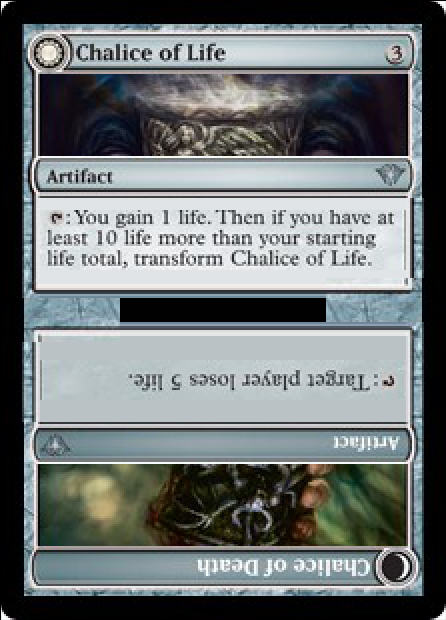 Chalice of Life 3
Artifact
: You gain 1 life. Then if you have at
least 10 life more than your starting
life total, transform Chalice of Life.
: Target player loses 5 life.
Artifact
Chalice of Death